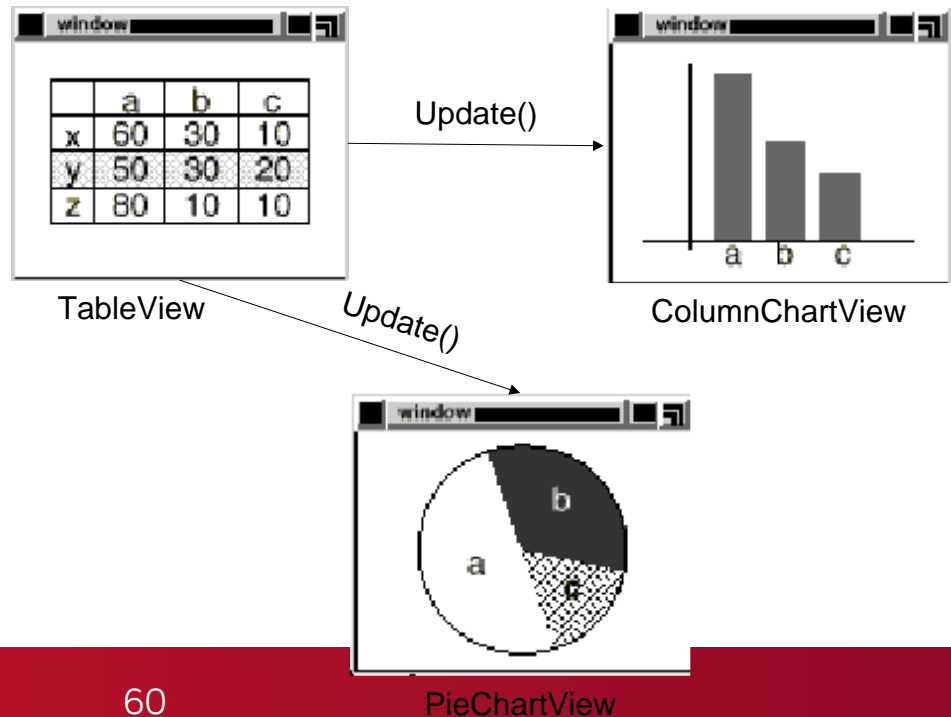 window
a b c
x 60 30 10
y 50 30 20
z 80 10 10
TableView
Update()
window
a b c
ColumnChartView
Update()
window
b
a
c
PieChartView
60